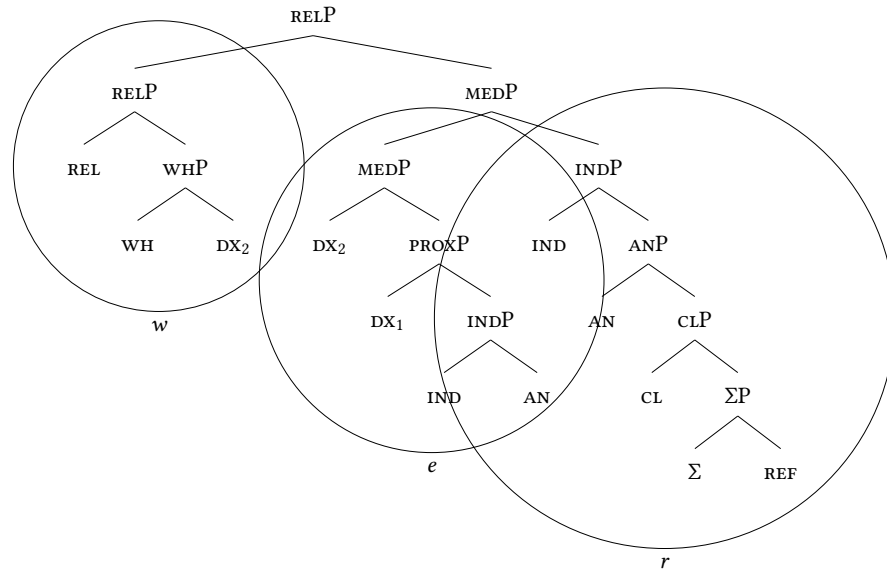 RELP
RELP MEDP
REL WHP MEDP INDP
WH DX₂ DX₂ PROXP IND ANP
w DX₁ INDP AN CLP
IND AN CL ΣP
e Σ REF
r